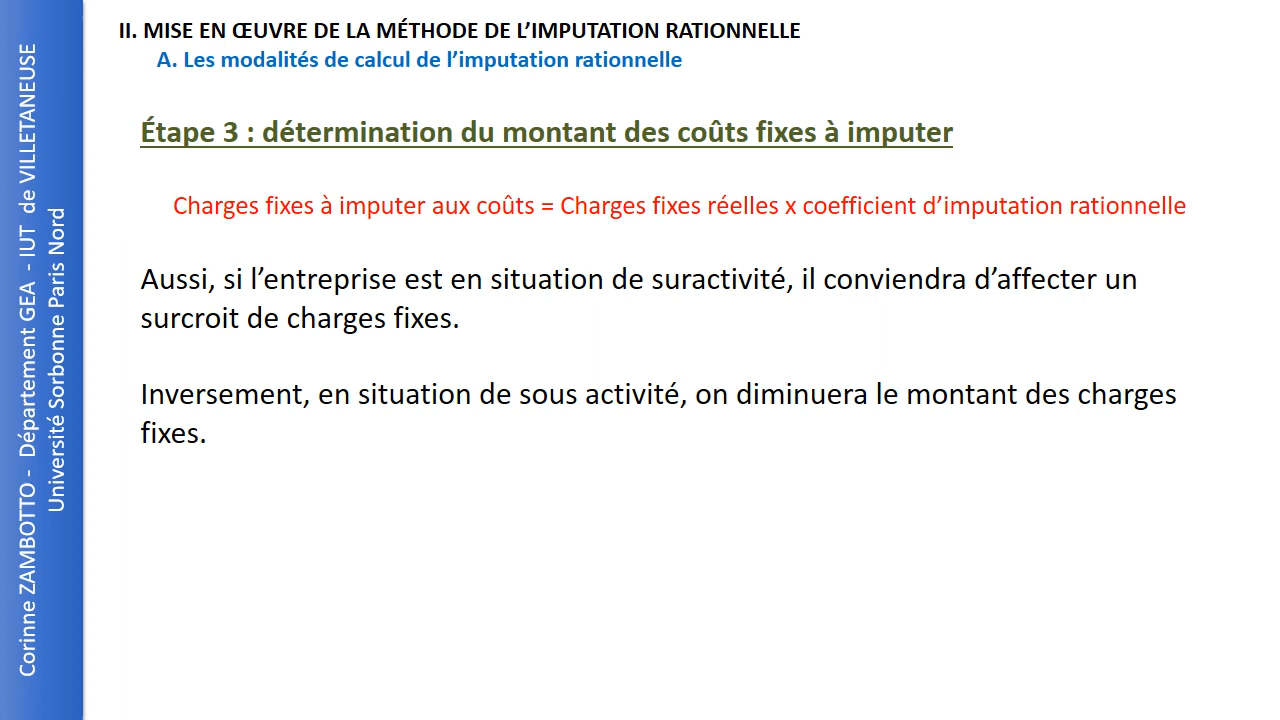 II. MISE EN ŒUVRE DE LA MÉTHODE DE L’IMPUTATION RATIONNELLE
A. Les modalités de calcul de l’imputation rationnelle
Étape 3 : détermination du montant des coûts fixes à imputer
Charges fixes à imputer aux coûts = Charges fixes réelles x coefficient d’imputation rationnelle
Aussi, si l’entreprise est en situation de suractivité, il conviendra d’affecter un
surcroit de charges fixes.
Inversement, en situation de sous activité, on diminuera le montant des charges
fixes.
Corinne ZAMBOTTO - Département GEA - IUT de VILLETANEUSE
Université Sorbonne Paris Nord